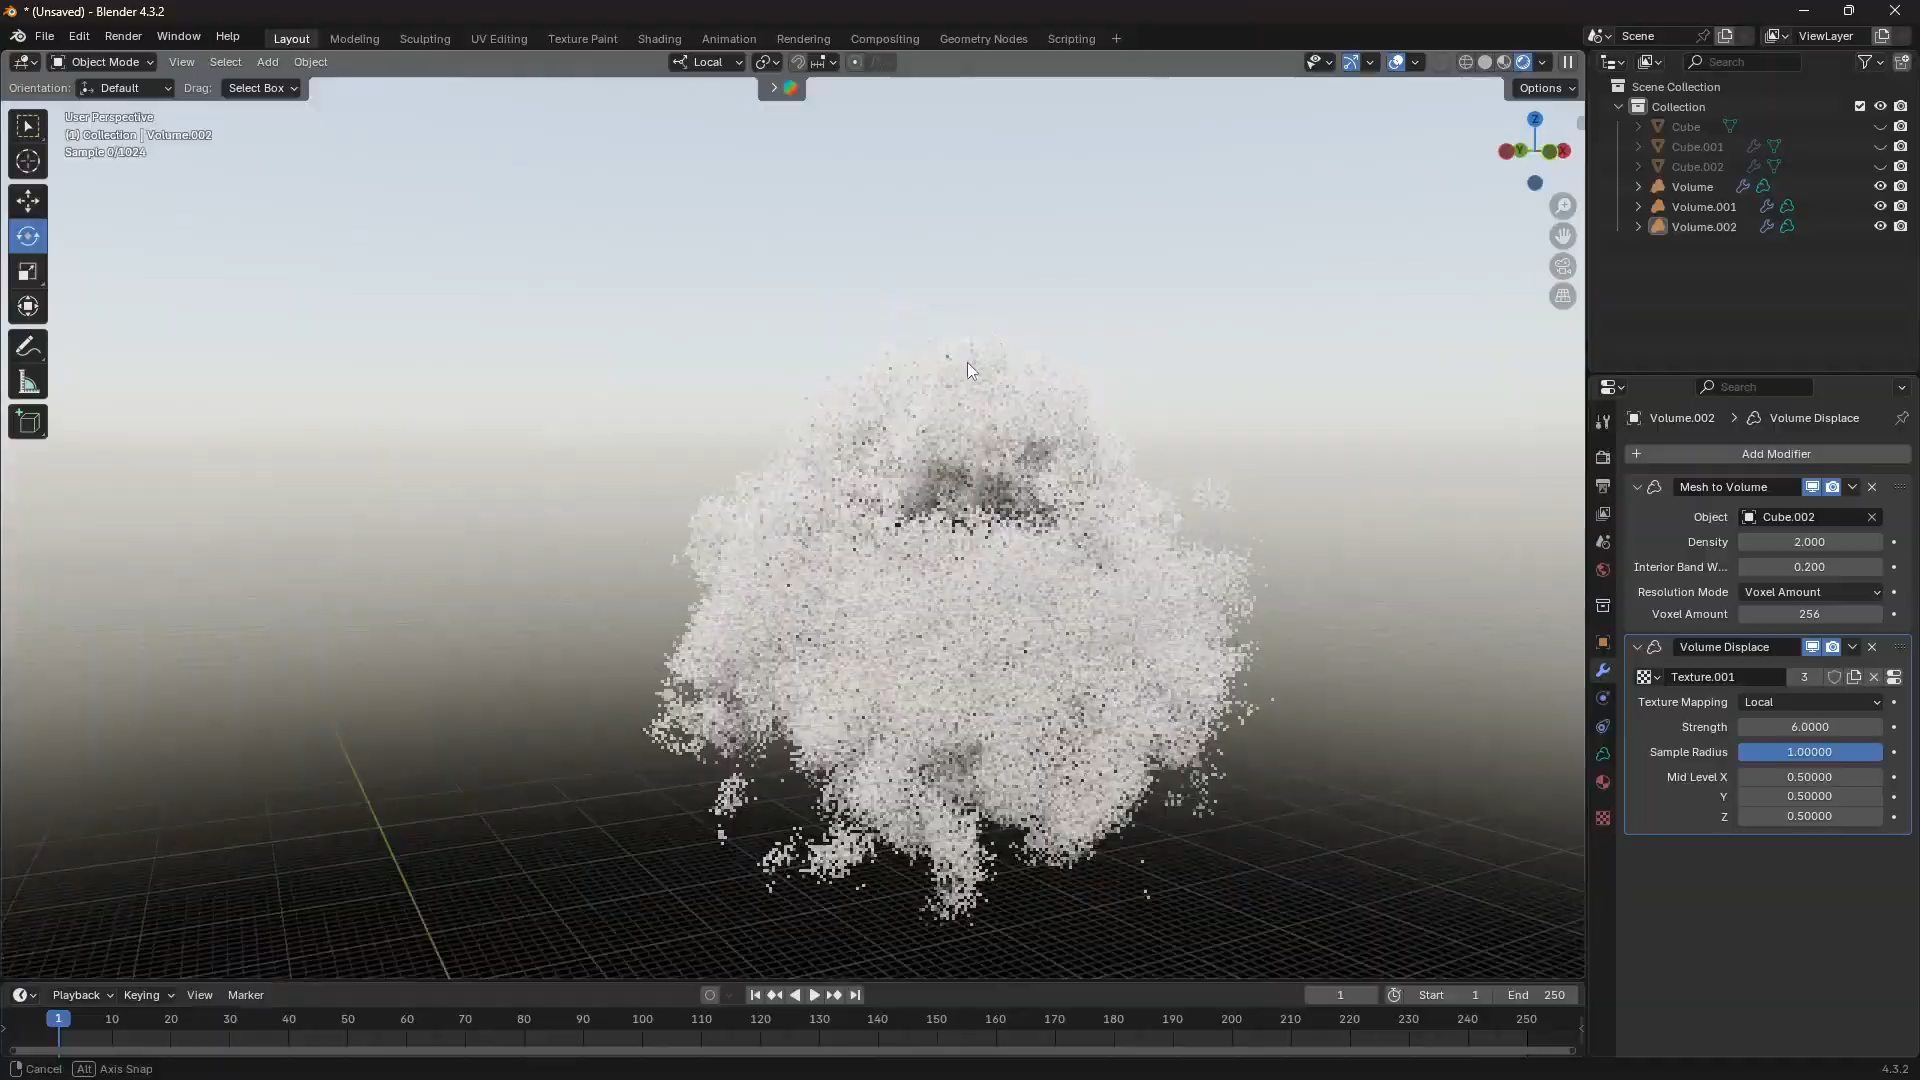 * (Unsaved) - Blender 4.3.2
File Edit Render Window Help
Layout Modeling Sculpting UV Editing Texture Paint Shading Animation Rendering Compositing Geometry Nodes Scripting +
Scene
ViewLayer
Object Mode View Select Add Object
Local
Search
Orientation: Default Drag: Select Box
Options
User Perspective
(1) Collection | Volume.002
Sample 0/1024
Z
Y
X
Scene Collection
Collection
Cube
Cube.001
Cube.002
Volume
Volume.001
Volume.002
Search
Volume.002 > Volume Displace
+ Add Modifier
Mesh to Volume
Object Cube.002
Density 2.000
Interior Band W... 0.200
Resolution Mode Voxel Amount
Voxel Amount 256
Volume Displace
Texture.001 3
Texture Mapping Local
Strength 6.0000
Sample Radius 1.00000
Mid Level X 0.50000
Y 0.50000
Z 0.50000
Playback Keying View Marker
1 Start 1 End 250
1 10 20 30 40 50 60 70 80 90 100 110 120 130 140 150 160 170 180 190 200 210 220 230 240 250
Cancel Alt Axis Snap
4.3.2